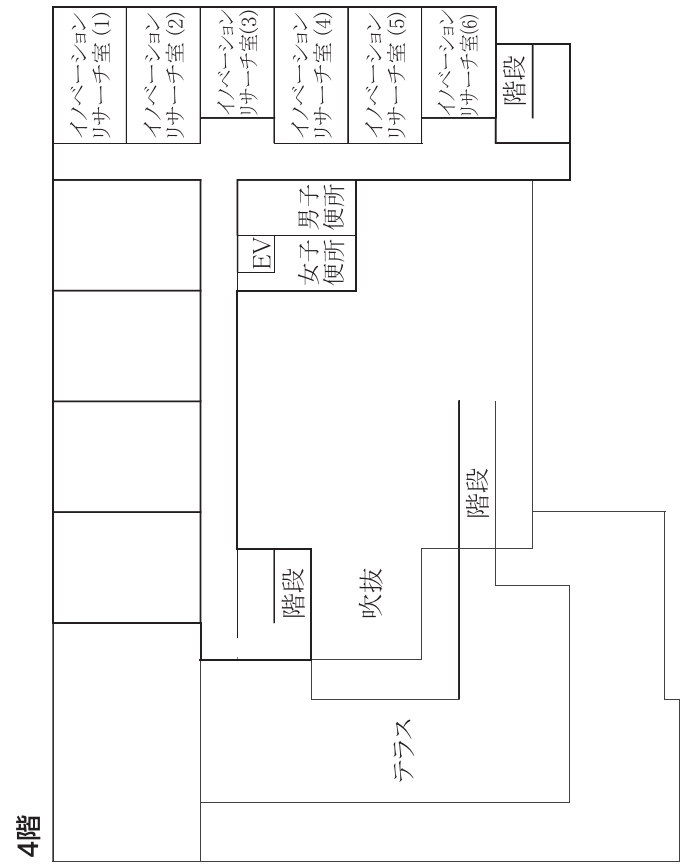 4階
イノベーション
リサーチ室 (1)
イノベーション
リサーチ室 (2)
イノベーション
リサーチ室(3)
イノベーション
リサーチ室 (4)
イノベーション
リサーチ室 (5)
イノベーション
リサーチ室(6)
階段
男子
便所
EV
女子
便所
階段
階段
吹抜
テラス